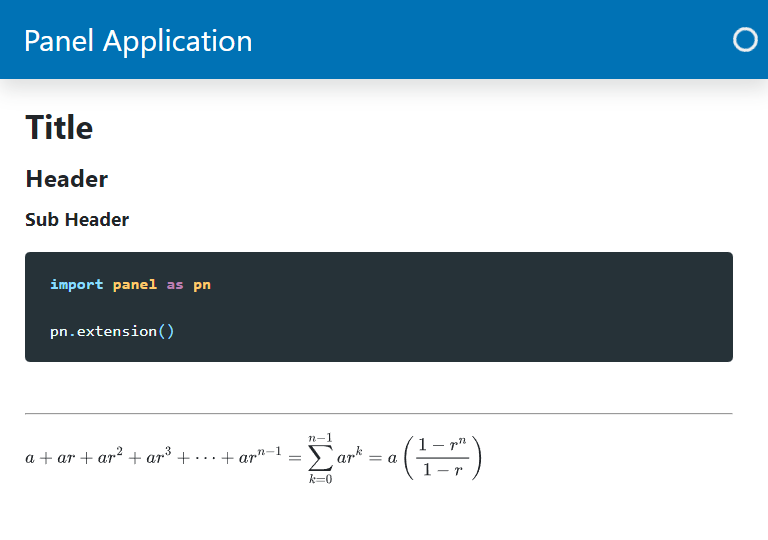 Panel Application
Title
Header
Sub Header
import panel as pn
pn.extension()
a + ar + ar^2 + ar^3 + ⋯ + ar^{n−1} = \sum_{k=0}^{n−1} ar^k = a \left( \frac{1 − r^n}{1 − r} \right)